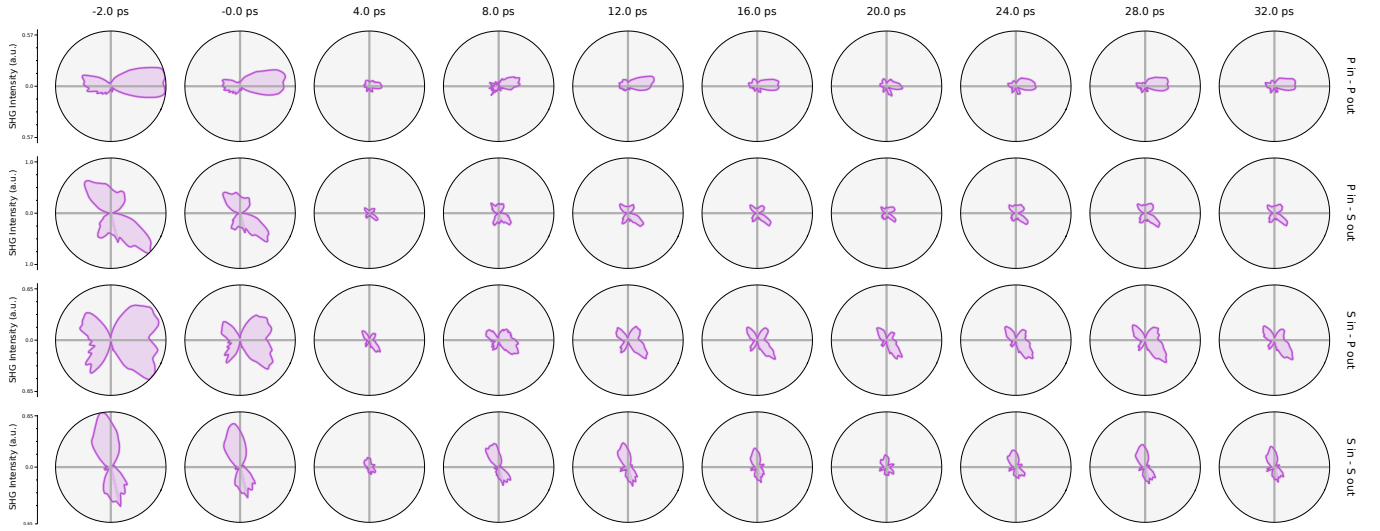 -2.0 ps -0.0 ps 4.0 ps 8.0 ps 12.0 ps 16.0 ps 20.0 ps 24.0 ps 28.0 ps 32.0 ps
SHG Intensity (a.u.)
0.57
0.0
0.57
P in - P out
SHG Intensity (a.u.)
1.0
0.0
1.0
P in - S out
SHG Intensity (a.u.)
0.65
0.0
0.65
S in - P out
SHG Intensity (a.u.)
0.65
0.0
0.65
S in - S out